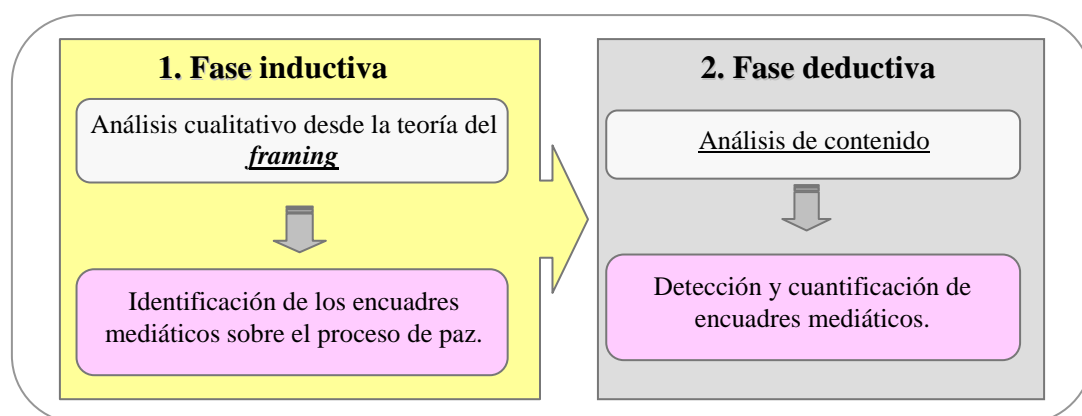 1. Fase inductiva
Análisis cualitativo desde la teoría del
framing
Identificación de los encuadres
mediáticos sobre el proceso de paz.
2. Fase deductiva
Análisis de contenido
Detección y cuantificación de
encuadres mediáticos.